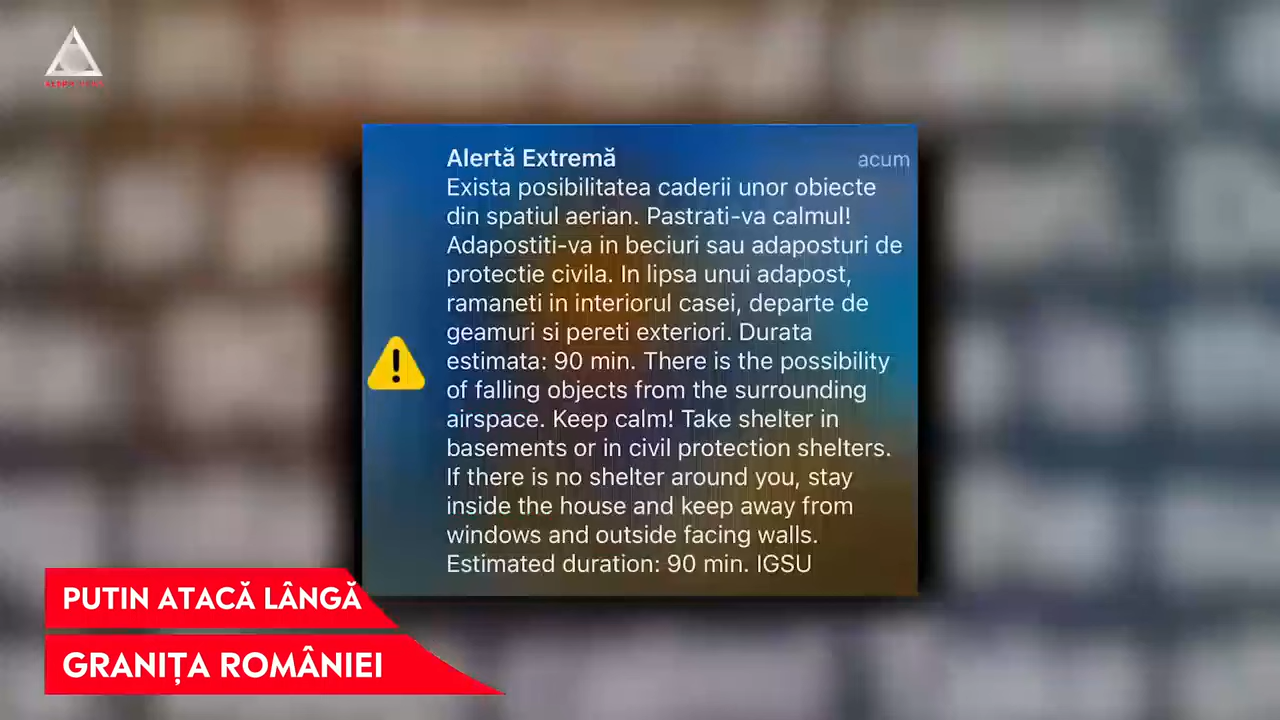 Alertă Extremă acum
Exista posibilitatea caderii unor obiecte
din spatiul aerian. Pastrati-va calmul!
Adapostiti-va in beciuri sau adaposturi de
protectie civila. In lipsa unui adapost,
ramaneti in interiorul casei, departe de
geamuri si pereti exteriori. Durata
estimata: 90 min. There is the possibility
of falling objects from the surrounding
airspace. Keep calm! Take shelter in
basements or in civil protection shelters.
If there is no shelter around you, stay
inside the house and keep away from
windows and outside facing walls.
Estimated duration: 90 min. IGSU
PUTIN ATACĂ LÂNGĂ
GRANIȚA ROMÂNIEI